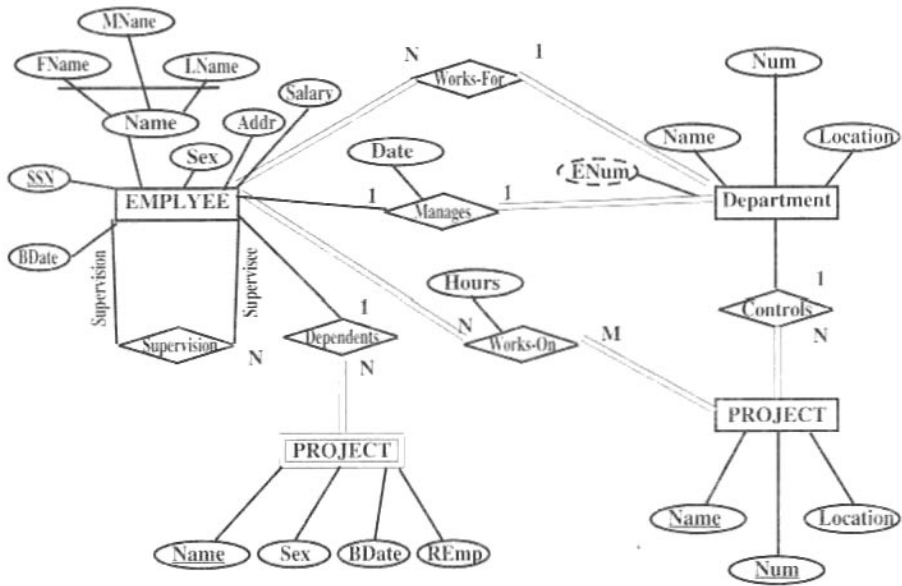 MNane
FName
LName
Name
Sex
Addr
Salary
SSN
EMPLYEE
BDate
Supervision
Supervisee
Supervision
N
N
1
Works-For
Date
1
1
Manages
ENum
Num
Name
Location
Department
1
Controls
N
Hours
N
Works-On
M
1
Dependents
N
PROJECT
Name
Sex
BDate
REmp
PROJECT
Name
Num
Location